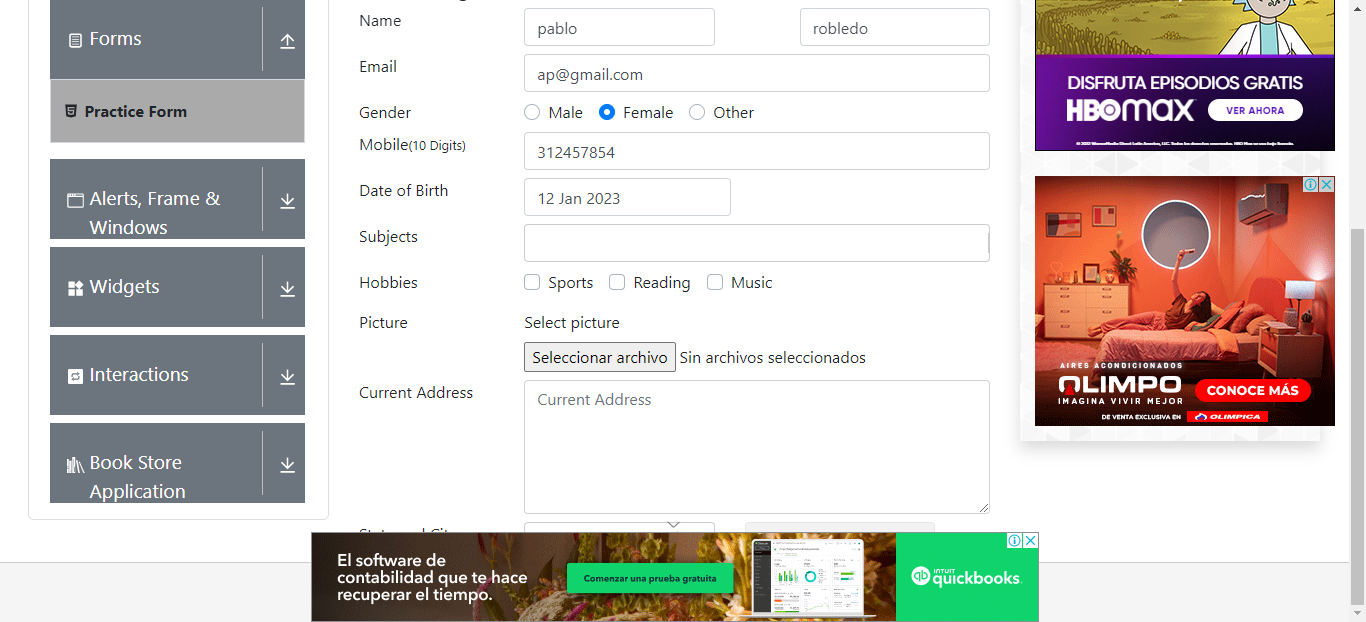 Forms
Practice Form
Alerts, Frame &
Windows
Widgets
Interactions
Book Store
Application
Name
pablo
robledo
Email
ap@gmail.com
Gender
Male
Female
Other
Mobile(10 Digits)
312457854
Date of Birth
12 Jan 2023
Subjects
Hobbies
Sports
Reading
Music
Picture
Select picture
Seleccionar archivo
Sin archivos seleccionados
Current Address
Current Address
DISFRUTA EPISODIOS GRATIS
HBOMAX
VER AHORA
AIRES ACONDICIONADOS
OLIMPO
IMAGINA VIVIR MEJOR
CONOCE MÁS
DE VENTA EXCLUSIVA EN
OLIMPICA
El software de
contabilidad que te hace
recuperar el tiempo.
Comenzar una prueba gratuita
INTUIT
quickbooks